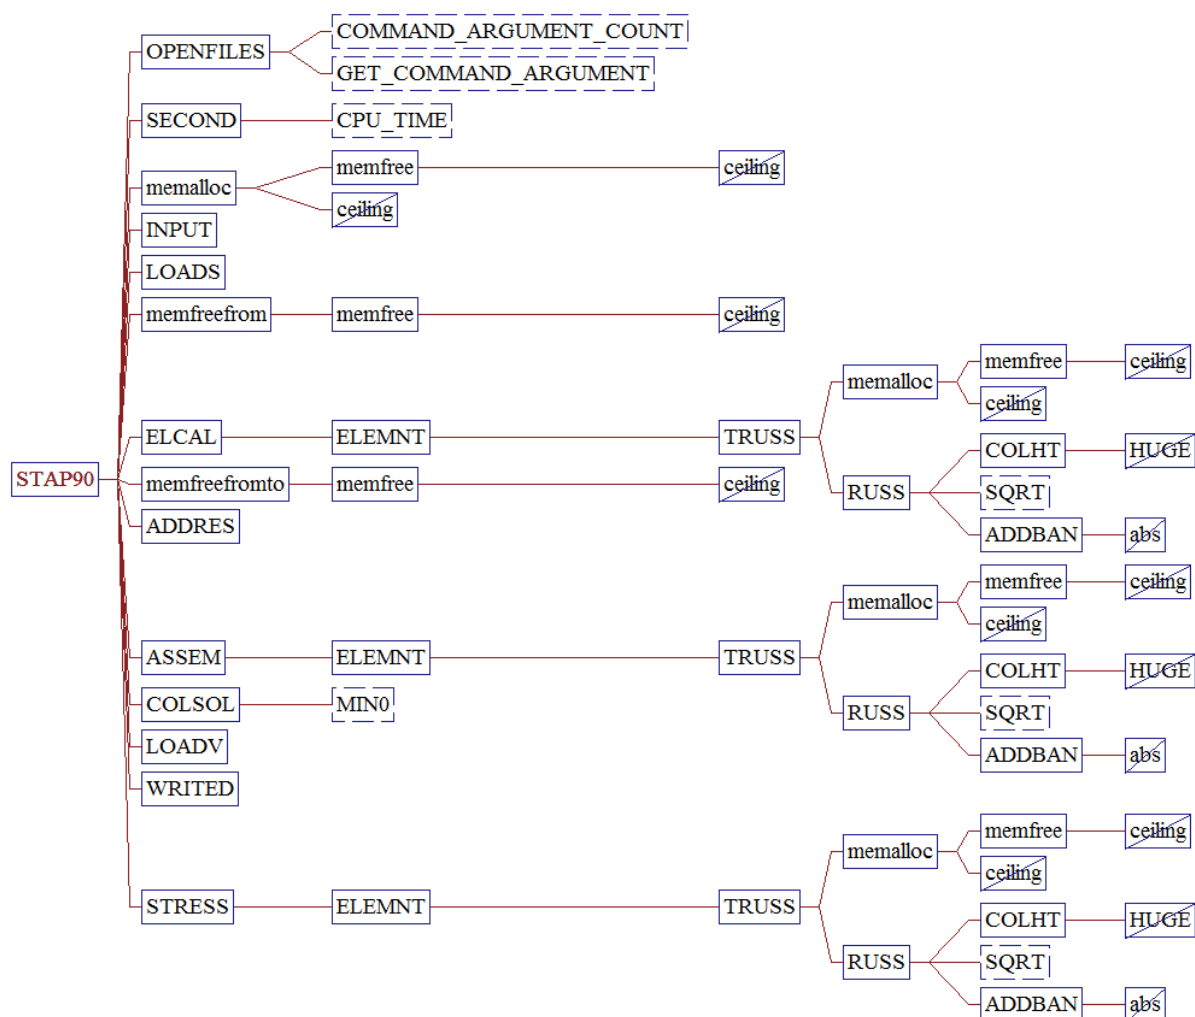 COMMAND_ARGUMENT_COUNT
OPENFILES
GET_COMMAND_ARGUMENT
SECOND CPU_TIME
memfree ceiling
memalloc
ceiling
INPUT
LOADS
memfreefrom memfree ceiling
memfree ceiling
memalloc
ceiling
ELCAL ELEMNT TRUSS
COLHT HUGE
STAP90
memfreefromto memfree ceiling
RUSS SQRT
ADDRES
ADDBAN abs
memfree ceiling
memalloc
ceiling
ASSEM ELEMNT TRUSS
COLHT HUGE
COLSOL MIN0
RUSS SQRT
LOADV
ADDBAN abs
WRITED
memfree ceiling
memalloc
ceiling
STRESS ELEMNT TRUSS
COLHT HUGE
RUSS SQRT
ADDBAN abs